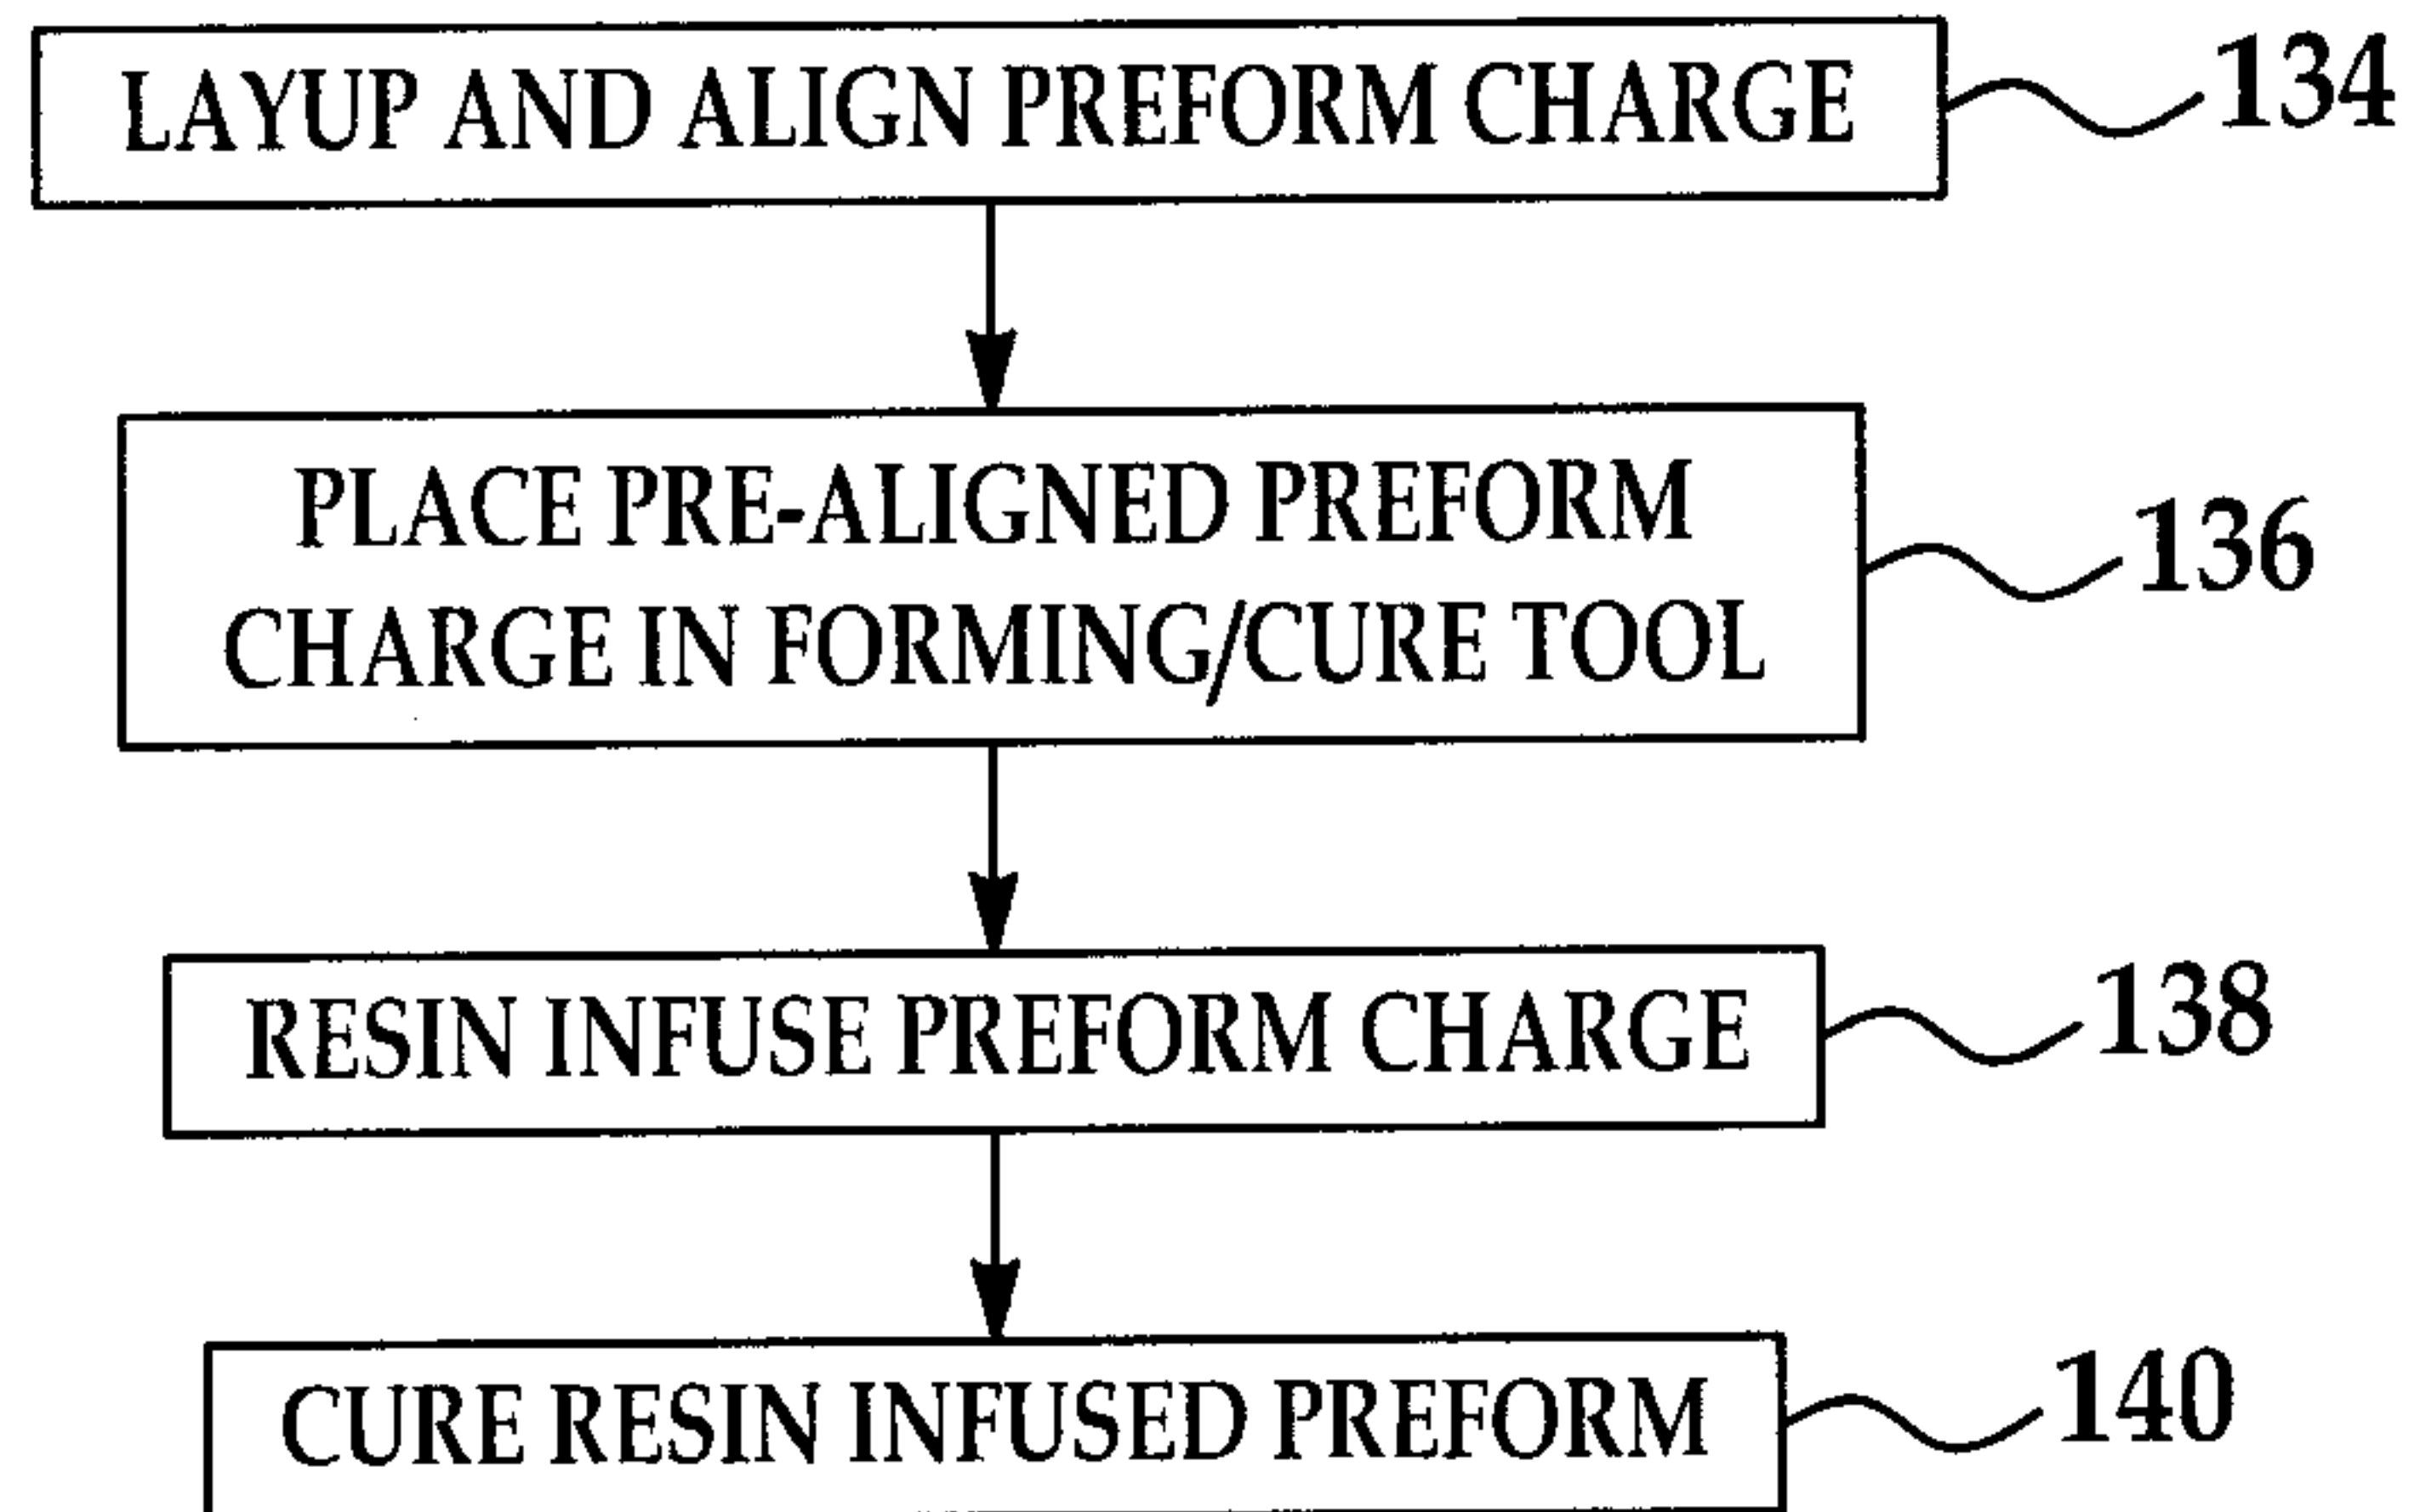 LAYUP AND ALIGN PREFORM CHARGE 134
PLACE PRE-ALIGNED PREFORM
CHARGE IN FORMING/CURE TOOL 136
RESIN INFUSE PREFORM CHARGE 138
CURE RESIN INFUSED PREFORM 140